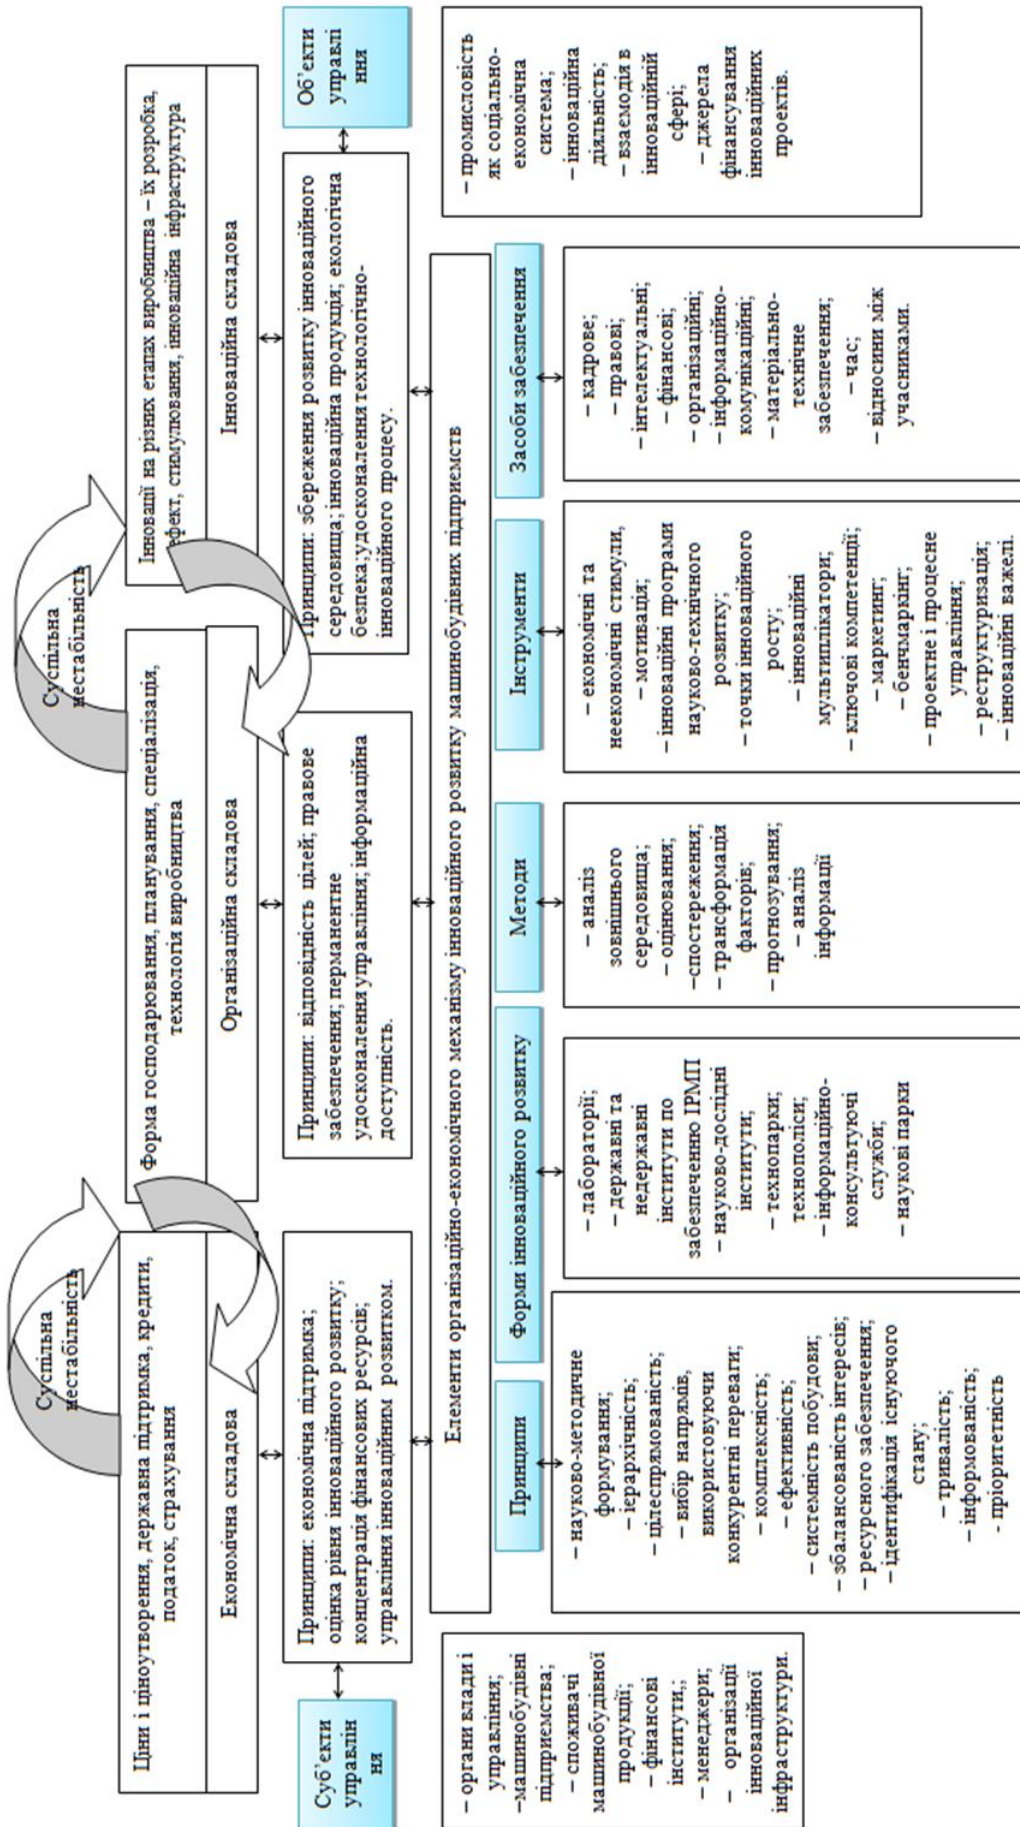 Суспільна
нестабільність
Суспільна
нестабільність
Ціни і ціноутворення, державна підтримка, кредити,
податок, страхування
Економічна складова
Форма господарювання, планування, спеціалізація,
технологія виробництва
Організаційна складова
Інновації на різних етапах виробництва – їх розробка,
ефект, стимулювання, інноваційна інфраструктура
Інноваційна складова
Суб’єкти
управлін
ня
Принципи: економічна підтримка;
оцінка рівня інноваційного розвитку;
концентрація фінансових ресурсів;
управління інноваційним розвитком.
Принципи: відповідність цілей; правове
забезпечення; перманентне
удосконалення управління; інформаційна
доступність.
Принципи: збереження розвитку інноваційного
середовища; інноваційна продукція; екологічна
безпека; удосконалення технологічно-
інноваційного процесу.
Об’єкти
управлі
ння
Елементи організаційно-економічного механізму інноваційного розвитку машинобудівних підприємств
– органи влади і
управління;
–машинобудівні
підприємства;
– споживачі
машинобудівної
продукції;
– фінансові
інститути,;
– менеджери;
– організації
інноваційної
інфраструктури.
Принципи
– науково-методичне
формування;
– ієрархічність;
– цілеспрямованість;
– вибір напрямів,
використовуючи
конкурентні переваги;
– комплексність;
– ефективність;
– системність побудови;
– збалансованість інтересів;
– ресурсного забезпечення;
– ідентифікація існуючого
стану;
– тривалість;
– інформованість;
- пріоритетність
Форми інноваційного розвитку
– лабораторії;
– державні та
недержавні
інститути по
забезпеченню ІРМП
– науково-дослідні
інститути;
– технопарки;
технополіси;
– інформаційно-
консультуючі
служби;
– наукові парки
Методи
– аналіз
зовнішнього
середовища;
– оцінювання;
–спостереження;
– трансформація
факторів;
– прогнозування;
– аналіз
інформації
Інструменти
– економічні та
неекономічні стимули,
– мотивація;
– інноваційні програми
науково-технічного
розвитку;
– точки інноваційного
росту;
– інноваційні
мультиплікатори;
– ключові компетенції;
– маркетинг;
– бенчмаркінг;
– проектне і процесне
управління;
– реструктуризація;
– інноваційні важелі.
Засоби забезпечення
– кадрове;
– правові;
– інтелектуальні;
– фінансові;
– організаційні;
– інформаційно-
комунікаційні;
– матеріально-
технічне
забезпечення;
– час;
– відносини між
учасниками.
– промисловість
як соціально-
економічна
система;
– інноваційна
діяльність;
– взаємодія в
інноваційній
сфері;
– джерела
фінансування
інноваційних
проектів.